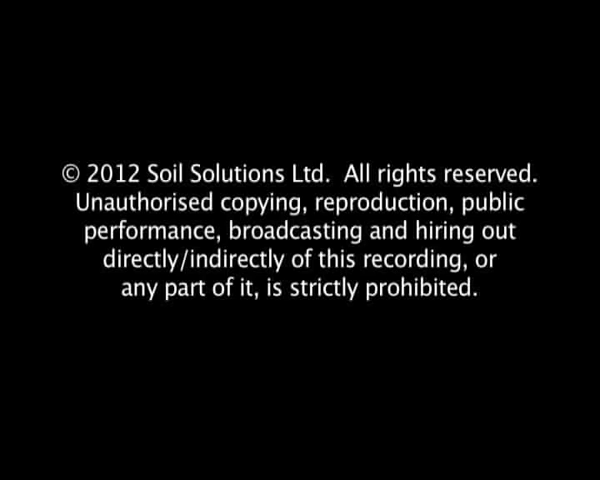 © 2012 Soil Solutions Ltd.  All rights reserved.
Unauthorised copying, reproduction, public
performance, broadcasting and hiring out
directly/indirectly of this recording, or
any part of it, is strictly prohibited.